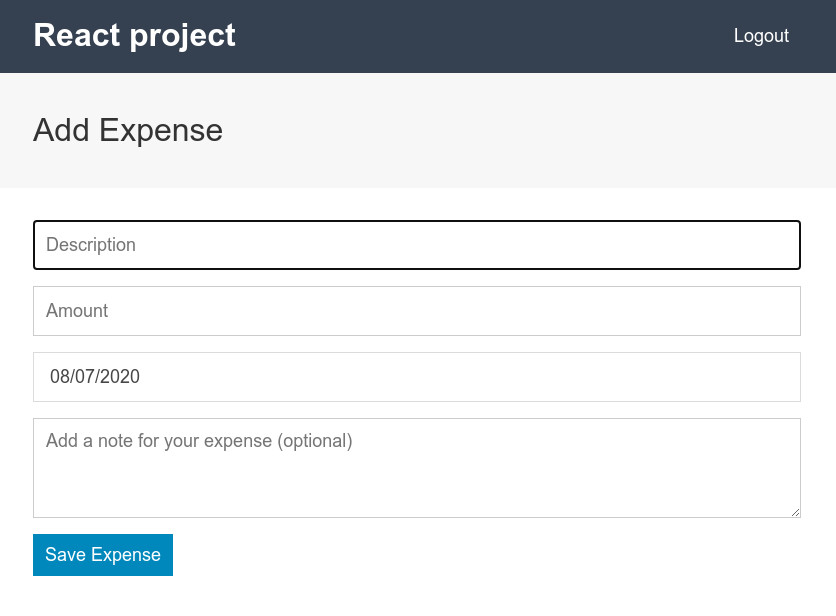 React project
Logout
Add Expense
Description
Amount
08/07/2020
Add a note for your expense (optional)
Save Expense